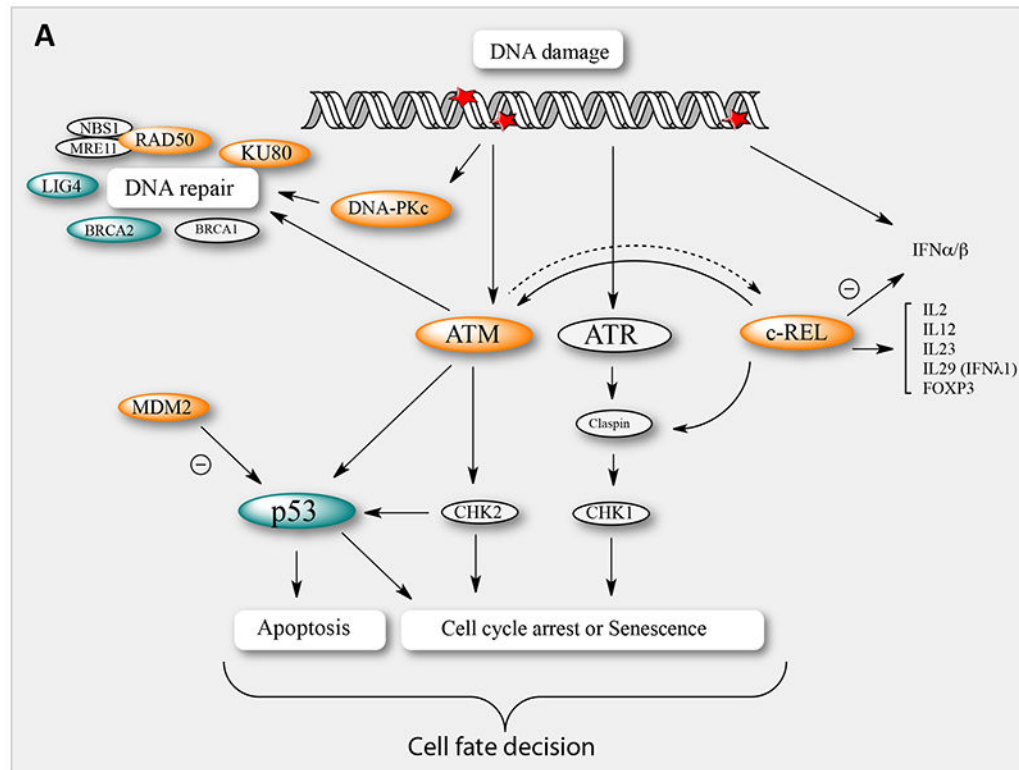 A
DNA damage
NBS1
MRE11
RAD50
KU80
LIG4
DNA repair
BRCA2
BRCA1
DNA-PKc
IFNα/β
⊖
ATM
ATR
c-REL
IL2
IL12
IL23
IL29 (IFNλ1)
FOXP3
MDM2
Claspin
⊖
p53
CHK2
CHK1
Apoptosis
Cell cycle arrest or Senescence
Cell fate decision